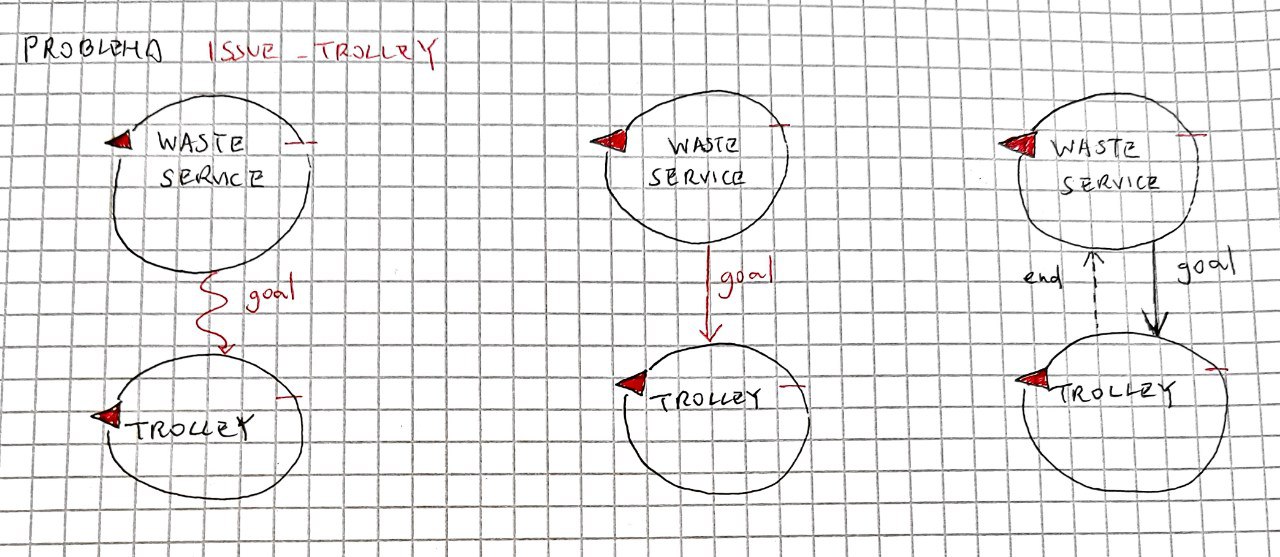 PROBLEMA ISSUE_TROLLEY
WASTE
SERVICE
goal
TROLLEY
WASTE
SERVICE
goal
TROLLEY
WASTE
SERVICE
end
goal
TROLLEY